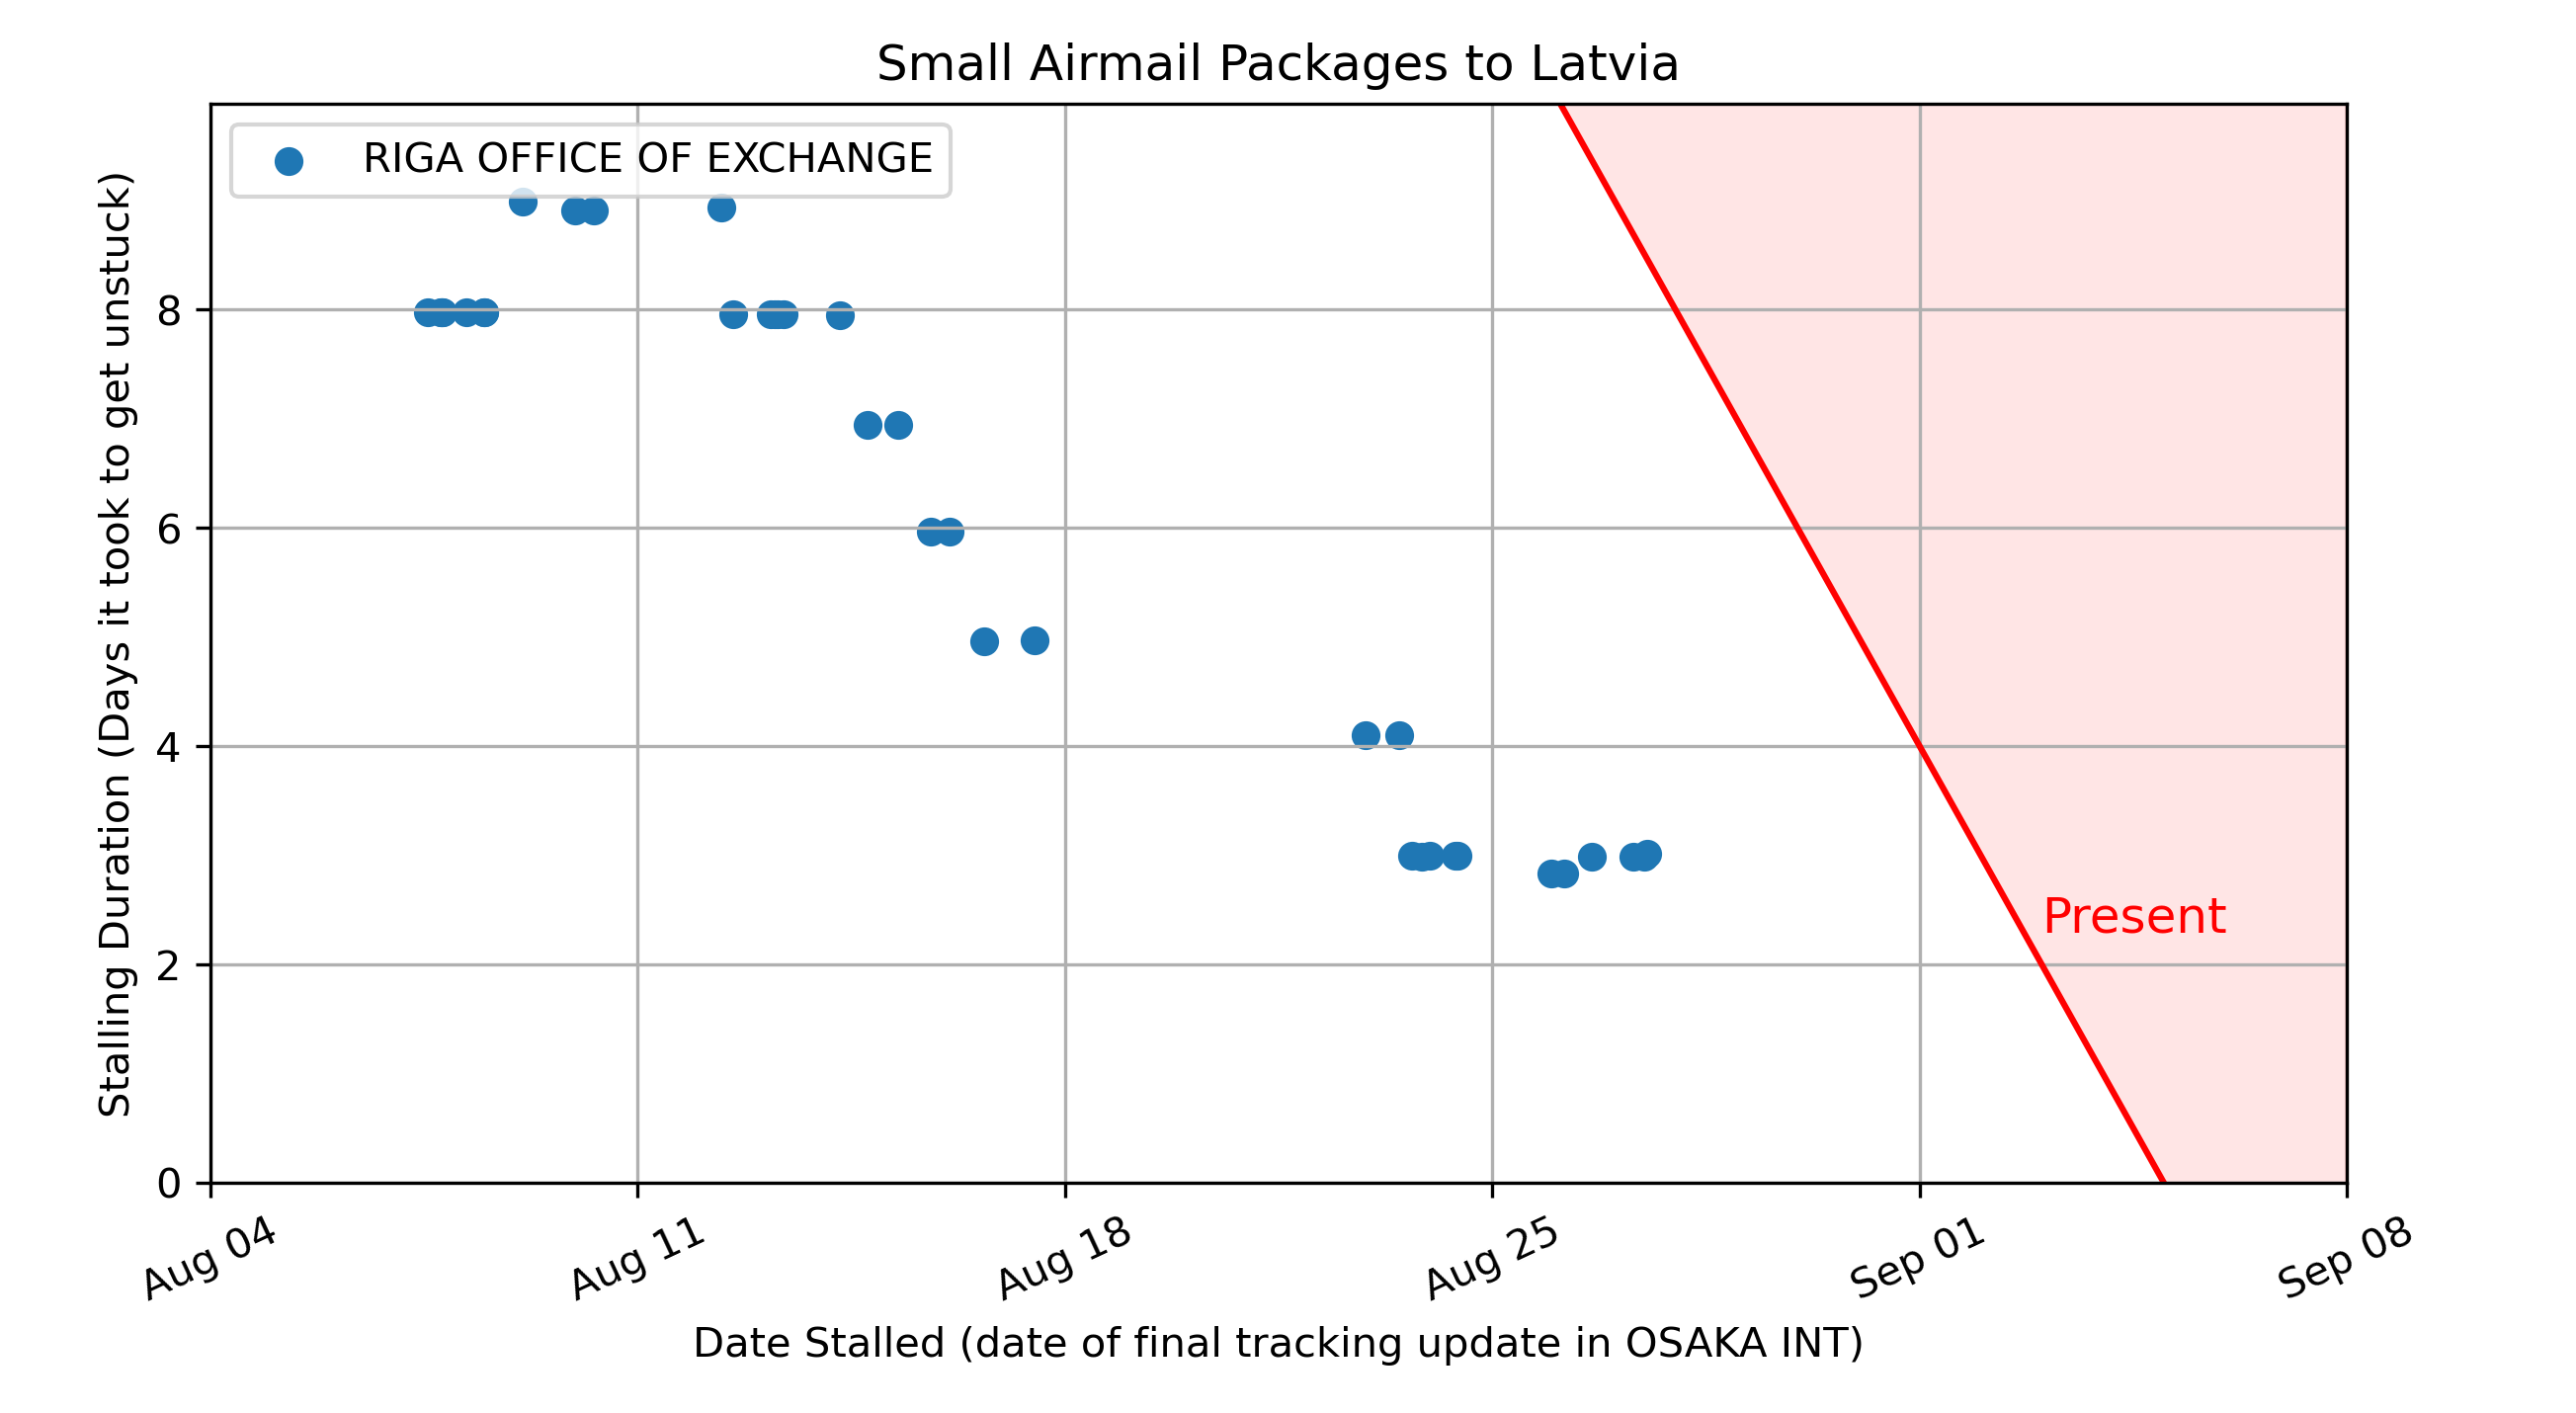 Small Airmail Packages to Latvia
RIGA OFFICE OF EXCHANGE
Stalling Duration (Days it took to get unstuck)
8
6
4
2
0
Present
Aug 04
Aug 11
Aug 18
Aug 25
Sep 01
Sep 08
Date Stalled (date of final tracking update in OSAKA INT)